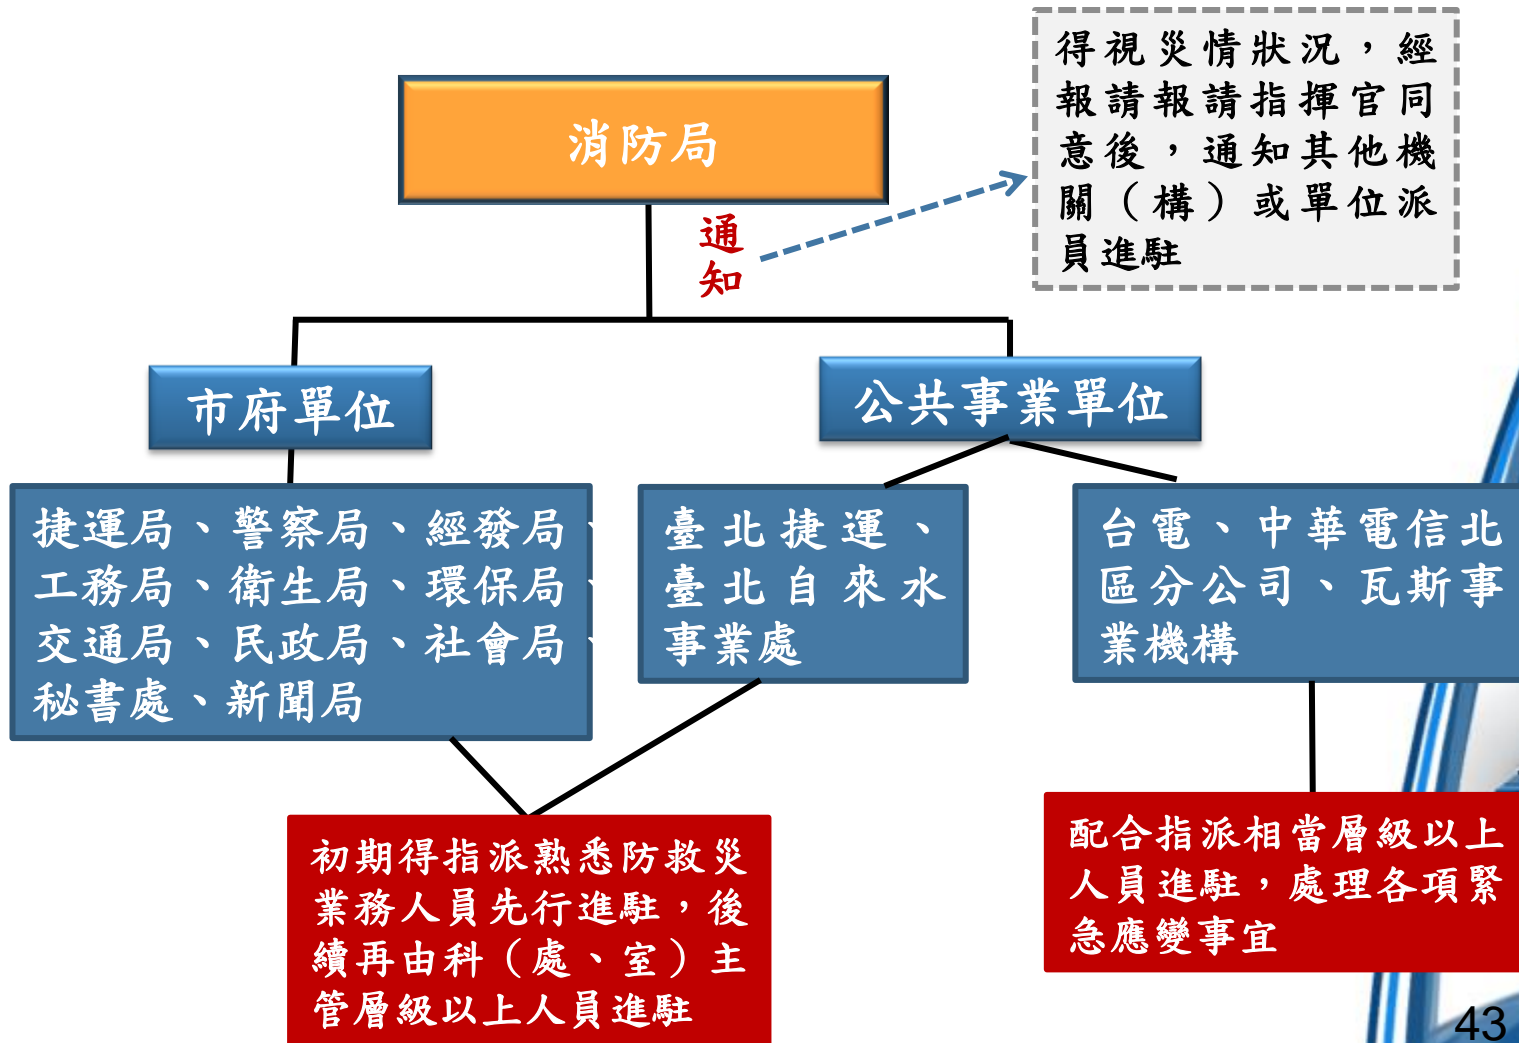 得視災情狀況，經
報請報請指揮官同
意後，通知其他機
關（構）或單位派
員進駐
消防局
通
知
市府單位
公共事業單位
捷運局、警察局、經發局、
工務局、衛生局、環保局、
交通局、民政局、社會局、
秘書處、新聞局
臺北捷運、
臺北自來水
事業處
台電、中華電信北
區分公司、瓦斯事
業機構
初期得指派熟悉防救災
業務人員先行進駐，後
續再由科（處、室）主
管層級以上人員進駐
配合指派相當層級以上
人員進駐，處理各項緊
急應變事宜
43